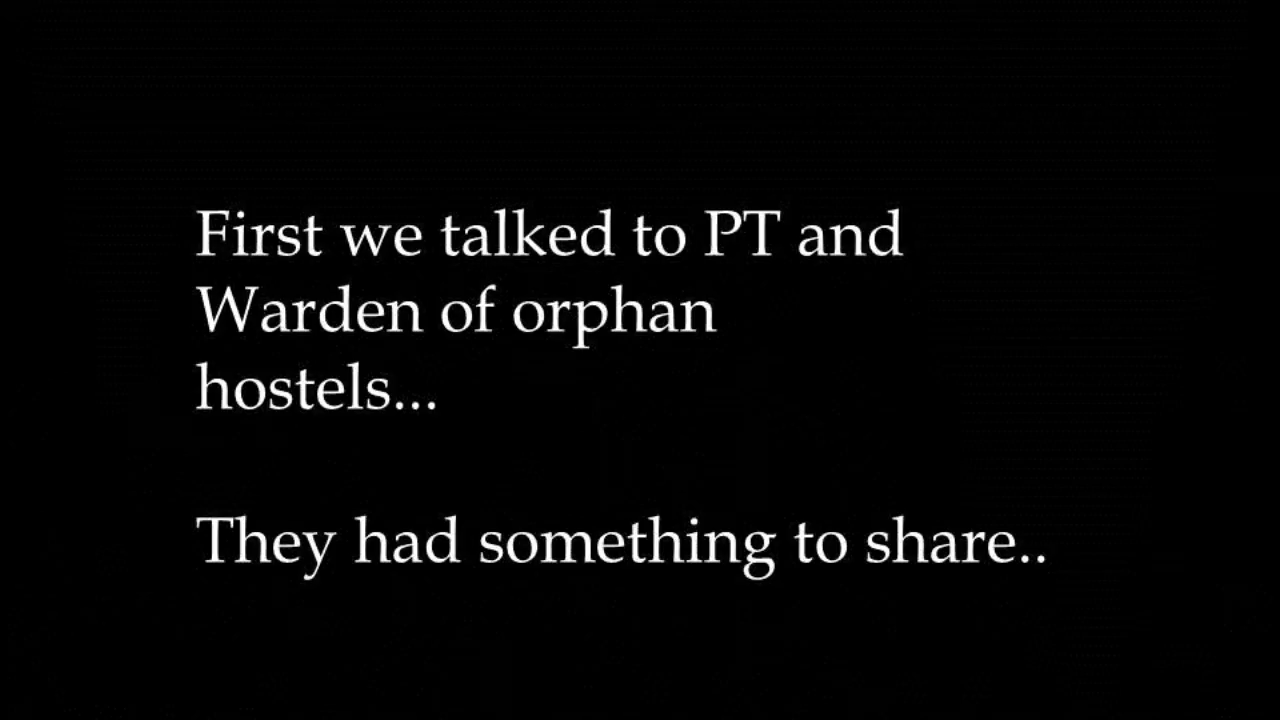 First we talked to PT and
Warden of orphan
hostels...
They had something to share..